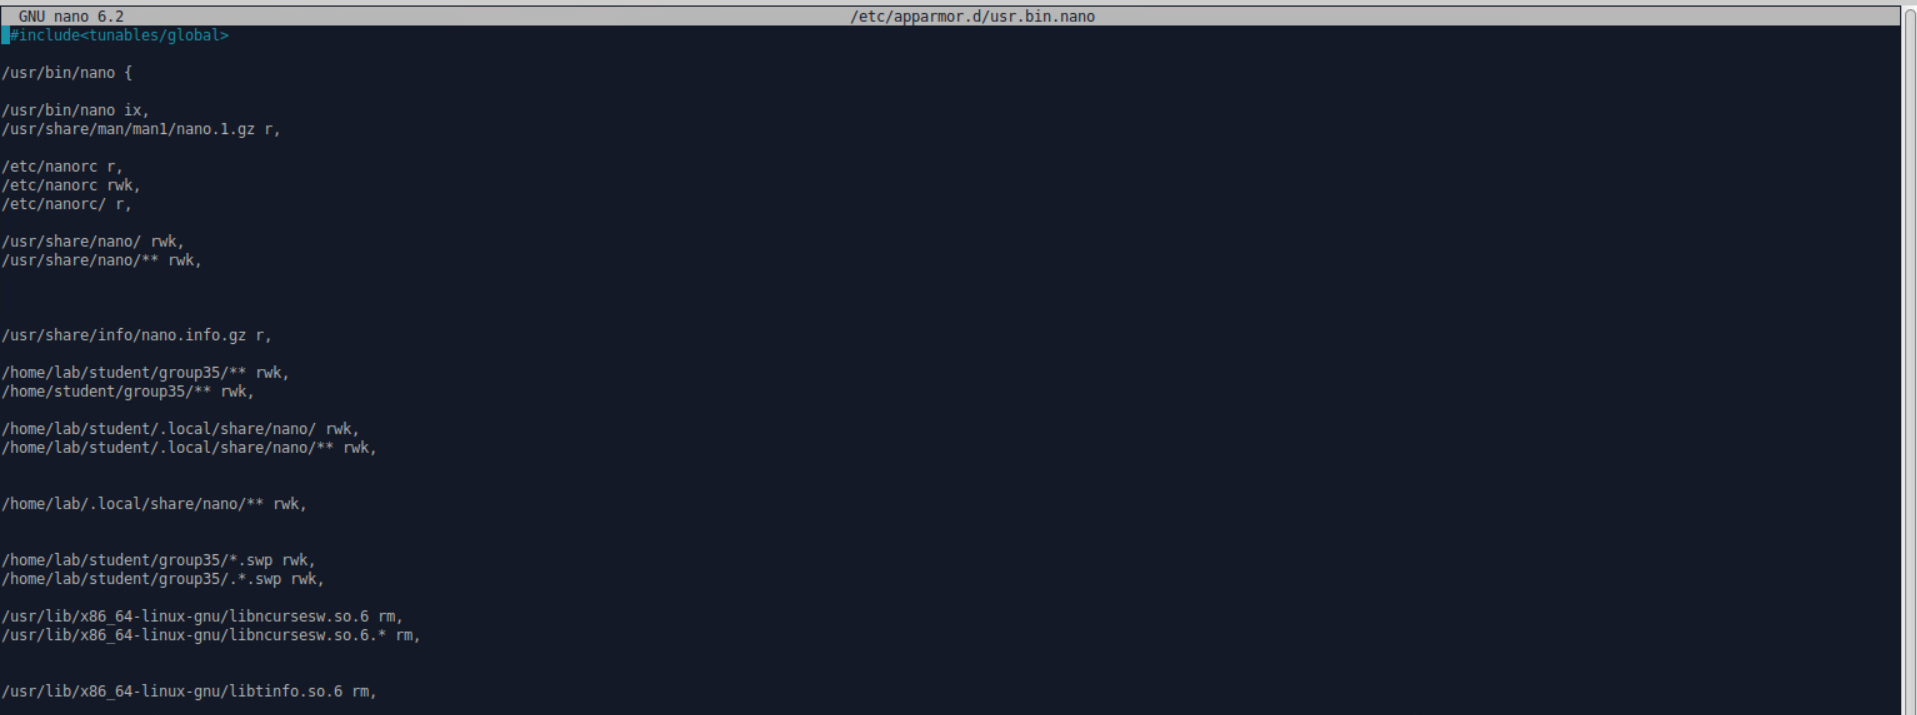 GNU nano 6.2 /etc/apparmor.d/usr.bin.nano
#include<tunables/global>
/usr/bin/nano {
/usr/bin/nano ix,
/usr/share/man/man1/nano.1.gz r,
/etc/nanorc r,
/etc/nanorc rwk,
/etc/nanorc/ r,
/usr/share/nano/ rwk,
/usr/share/nano/** rwk,
/usr/share/info/nano.info.gz r,
/home/lab/student/group35/** rwk,
/home/student/group35/** rwk,
/home/lab/student/.local/share/nano/ rwk,
/home/lab/student/.local/share/nano/** rwk,
/home/lab/.local/share/nano/** rwk,
/home/lab/student/group35/*.swp rwk,
/home/lab/student/group35/.*.swp rwk,
/usr/lib/x86_64-linux-gnu/libncursesw.so.6 rm,
/usr/lib/x86_64-linux-gnu/libncursesw.so.6.* rm,
/usr/lib/x86_64-linux-gnu/libtinfo.so.6 rm,